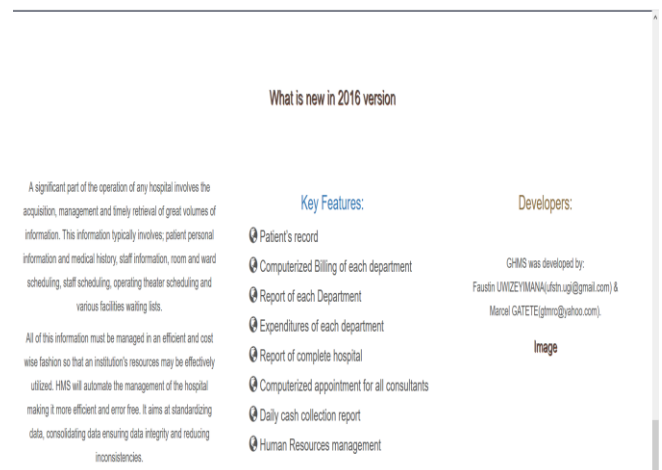 What is new in 2016 version
A significant part of the operation of any hospital involves the
acquisition, management and timely retrieval of great volumes of
information. This information typically involves; patient personal
information and medical history, staff information, room and ward
scheduling, staff scheduling, operating theater scheduling and
various facilities waiting lists.
All of this information must be managed in an efficient and cost
wise fashion so that an institution's resources may be effectively
utilized. HMS will automate the management of the hospital
making it more efficient and error free. It aims at standardizing
data, consolidating data ensuring data integrity and reducing
inconsistencies.
Key Features:
Patient's record
Computerized Billing of each department
Report of each Department
Expenditures of each department
Report of complete hospital
Computerized appointment for all consultants
Daily cash collection report
Human Resources management
Developers:
GHMS was developed by:
Faustin UWIZEYIMANA(ufstn.ugi@gmail.com) &
Marcel GATETE(gtmrc@yahoo.com).
Image